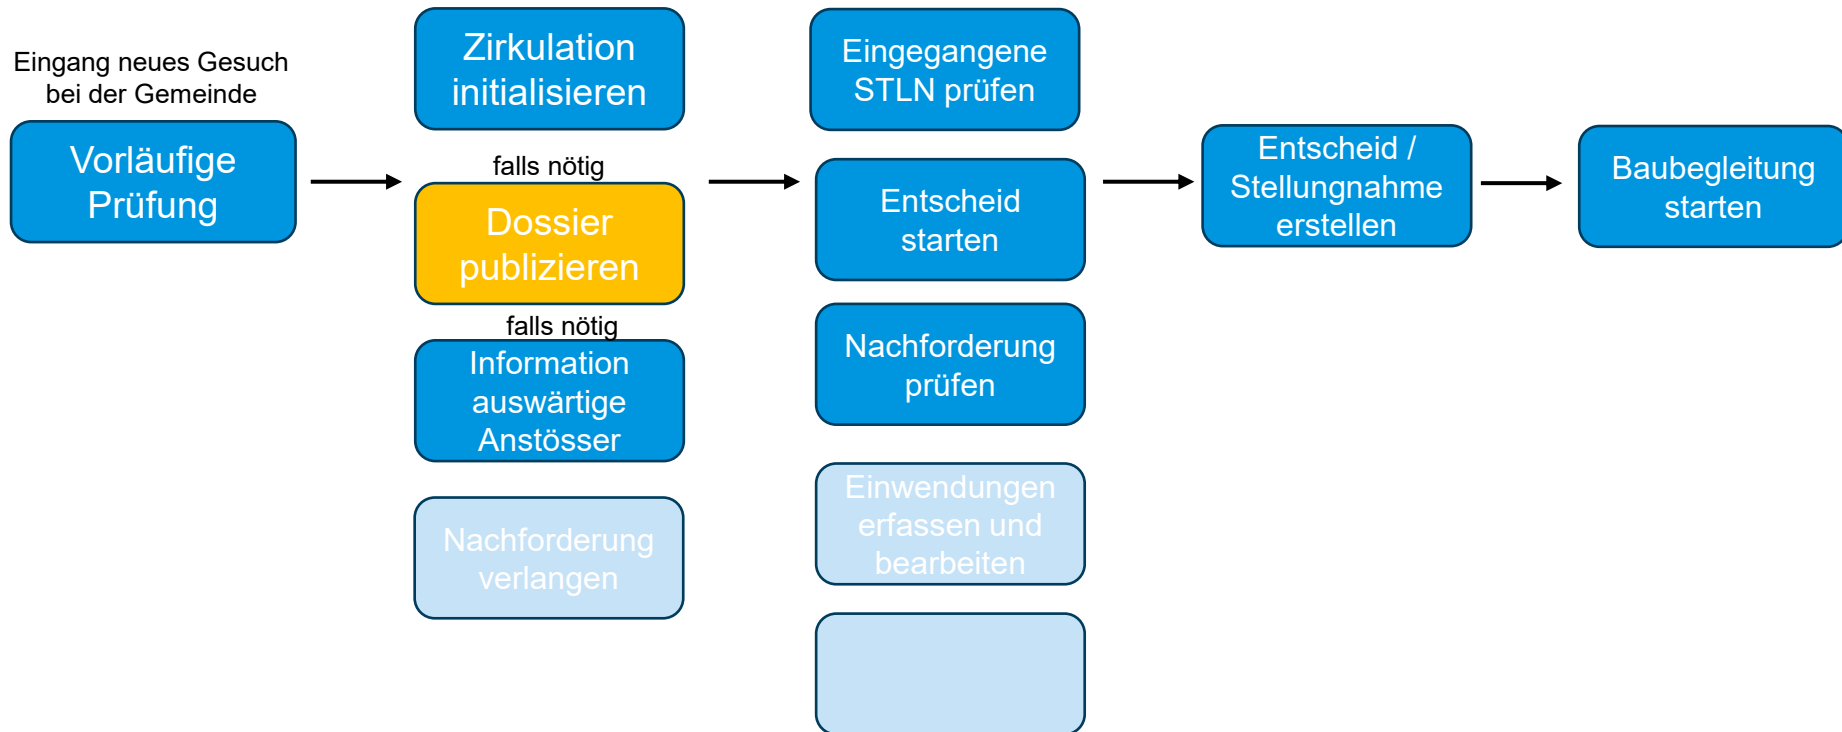 Eingang neues Gesuch
bei der Gemeinde
Vorläufige
Prüfung
Zirkulation
initialisieren
falls nötig
Dossier
publizieren
falls nötig
Information
auswärtige
Anstösser
Nachforderung
verlangen
Eingegangene
STLN prüfen
Entscheid
starten
Nachforderung
prüfen
Einwendungen
erfassen und
bearbeiten
Entscheid /
Stellungnahme
erstellen
Baubegleitung
starten